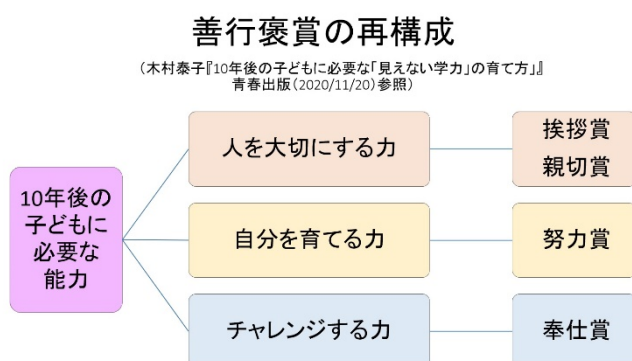 善行褒賞の再構成
（木村泰子『10年後の子どもに必要な「見えない学力」の育て方」』
青春出版（2020/11/20）参照）
10年後の
子どもに
必要な
能力
人を大切にする力
挨拶賞
親切賞
自分を育てる力
努力賞
チャレンジする力
奉仕賞